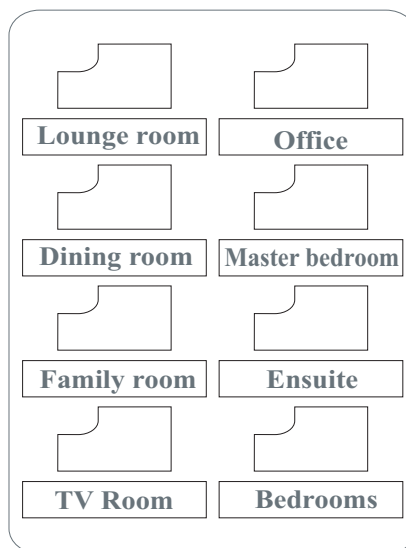 Lounge room
Office
Dining room
Master bedroom
Family room
Ensuite
TV Room
Bedrooms